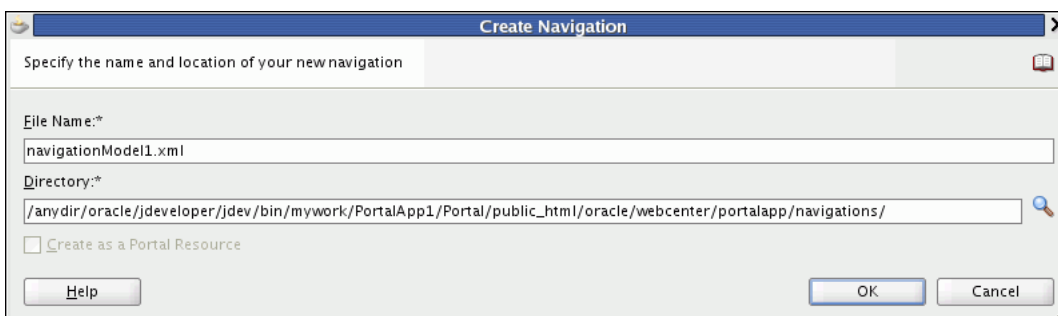 Create Navigation
Specify the name and location of your new navigation
File Name:*
navigationModel1.xml
Directory:*
/anydir/oracle/jdeveloper/jdev/bin/mywork/PortalApp1/Portal/public_html/oracle/webcenter/portalapp/navigations/
Create as a Portal Resource
Help OK Cancel